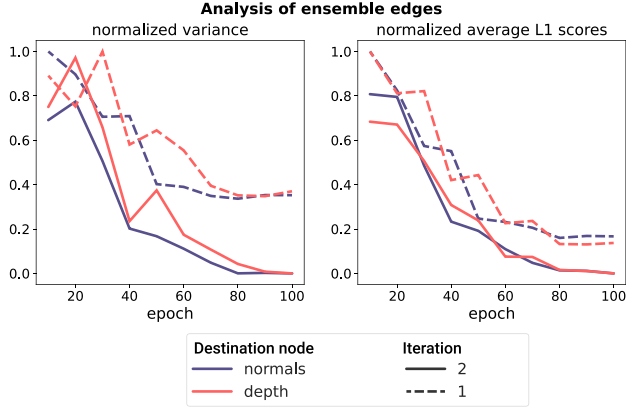 Analysis of ensemble edges
normalized variance
normalized average L1 scores
1.0
0.8
0.6
0.4
0.2
0.0
20 40 60 80 100
epoch
1.0
0.8
0.6
0.4
0.2
0.0
20 40 60 80 100
epoch
Destination node
normals
depth
Iteration
2
1